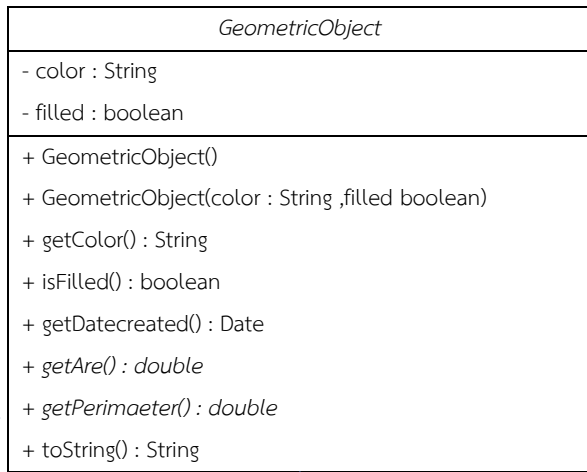 GeometricObject
- color : String
- filled : boolean
+ GeometricObject()
+ GeometricObject(color : String ,filled boolean)
+ getColor() : String
+ isFilled() : boolean
+ getDatecreated() : Date
+ getAre() : double
+ getPerimaeter() : double
+ toString() : String